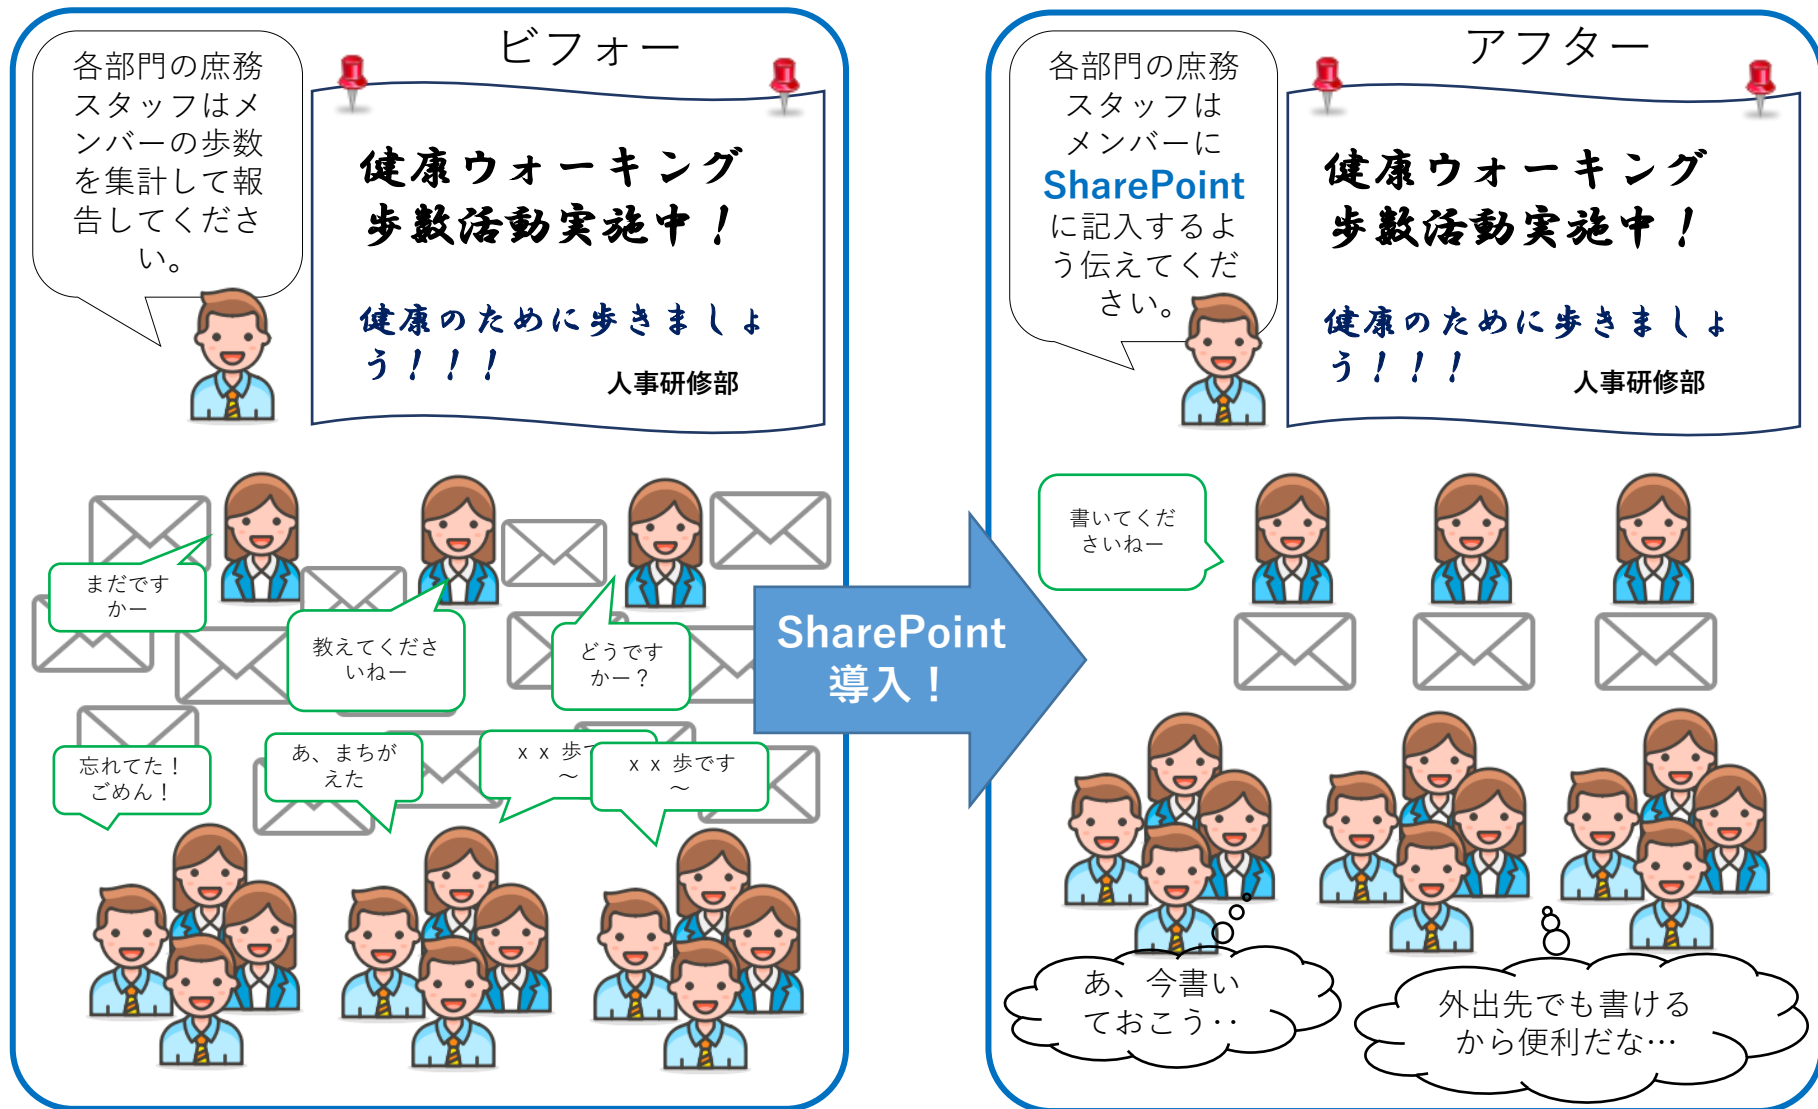 ビフォー
各部門の庶務
スタッフはメ
ンバーの歩数
を集計して報
告してくださ
い。
健康ウォーキング
歩数活動実施中！
健康のために歩きましょ
う！！！
人事研修部
まだです
かー
教えてくださ
いねー
どうです
かー？
忘れてた！
ごめん！
あ、まちが
えた
ｘｘ 歩で
～
ｘｘ 歩です
～
SharePoint
導入！
アフター
各部門の庶務
スタッフは
メンバーに
SharePoint
に記入するよ
う伝えてくだ
さい。
健康ウォーキング
歩数活動実施中！
健康のために歩きましょ
う！！！
人事研修部
書いてくだ
さいねー
あ、今書い
ておこう‥
外出先でも書ける
から便利だな…